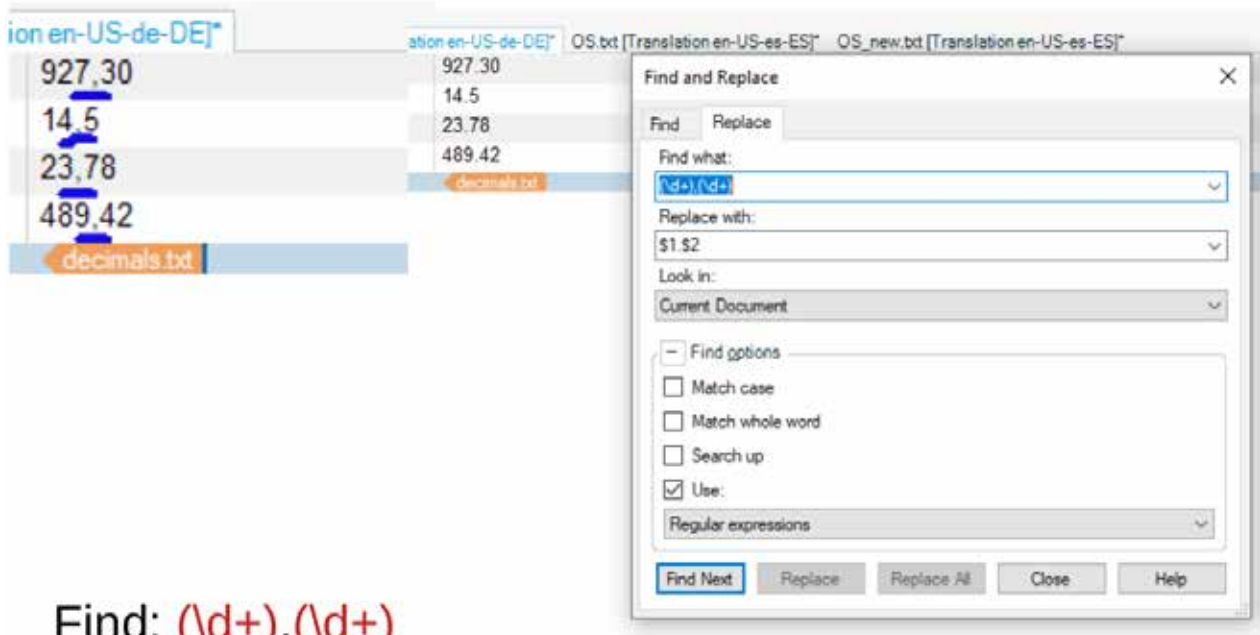 ion en-US-de-DE]*
927,30
14,5
23,78
489,42
decimals.txt
ation en-US-de-DE]* OS.txt [Translation en-US-es-ES]* OS_new.txt [Translation en-US-es-ES]*
927.30
14.5
23.78
489.42
decimals.txt
Find and Replace
Find Replace
Find what:
(\d+),(\d+)
Replace with:
$1.$2
Look in:
Current Document
Find options
Match case
Match whole word
Search up
Use:
Regular expressions
Find Next Replace Replace All Close Help
Find: (\d+),(\d+)